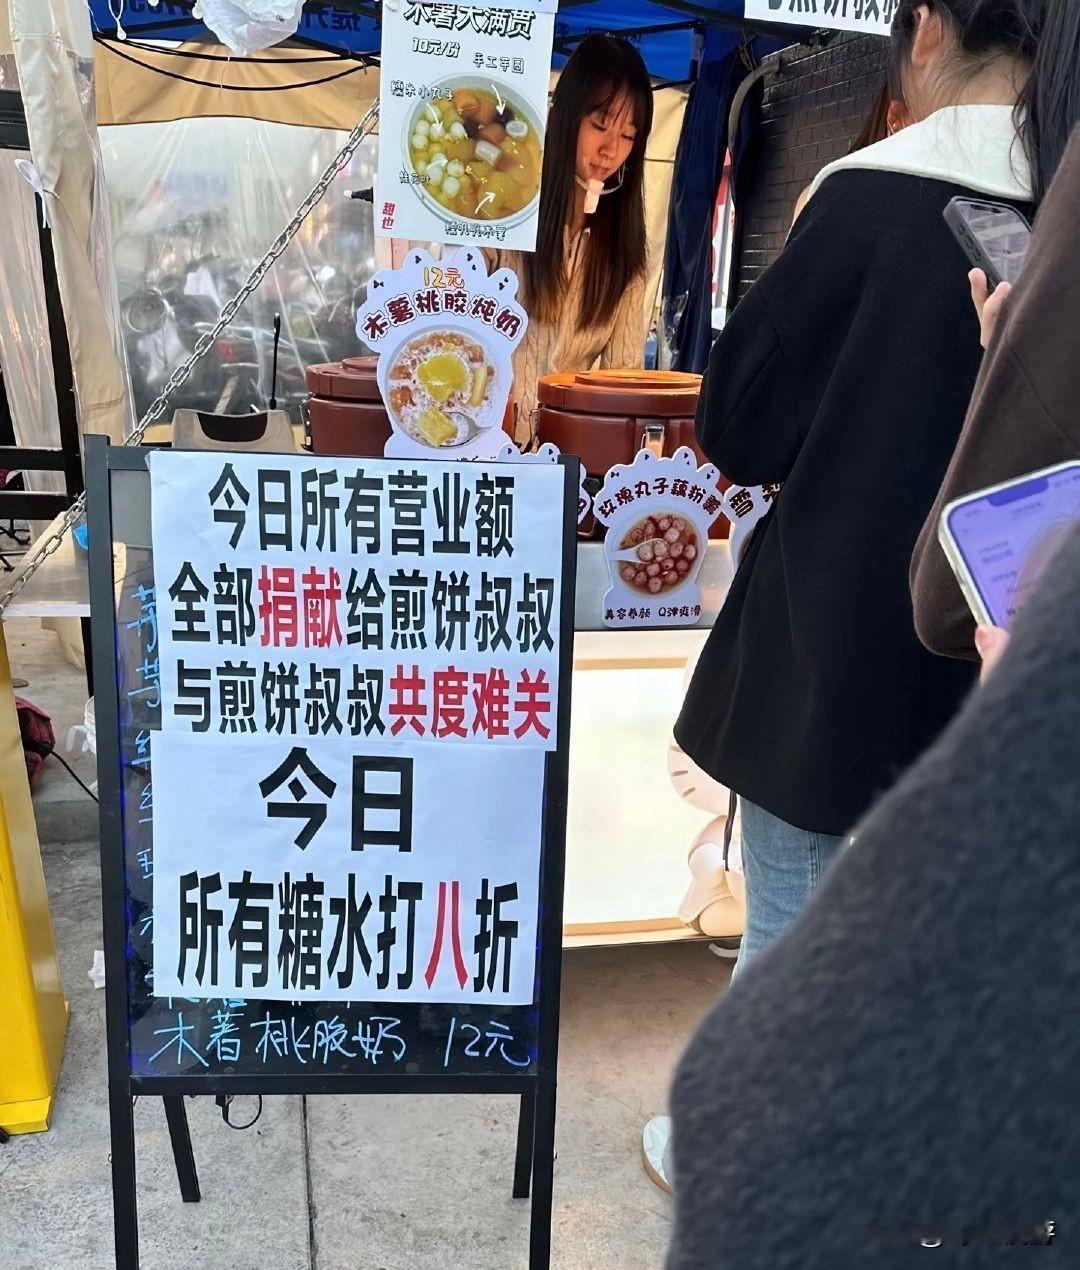 木薯大满贯
10元/份
手工芋圆
糯米小丸子
桂花
甜也
12元
木薯桃胶炖奶
今日所有营业额
全部捐献给煎饼叔叔
与煎饼叔叔共度难关
今日
所有糖水打八折
木著桃胶奶 12元
玫瑰丸子藕粉羹
美容养颜 Q弹爽滑
雪